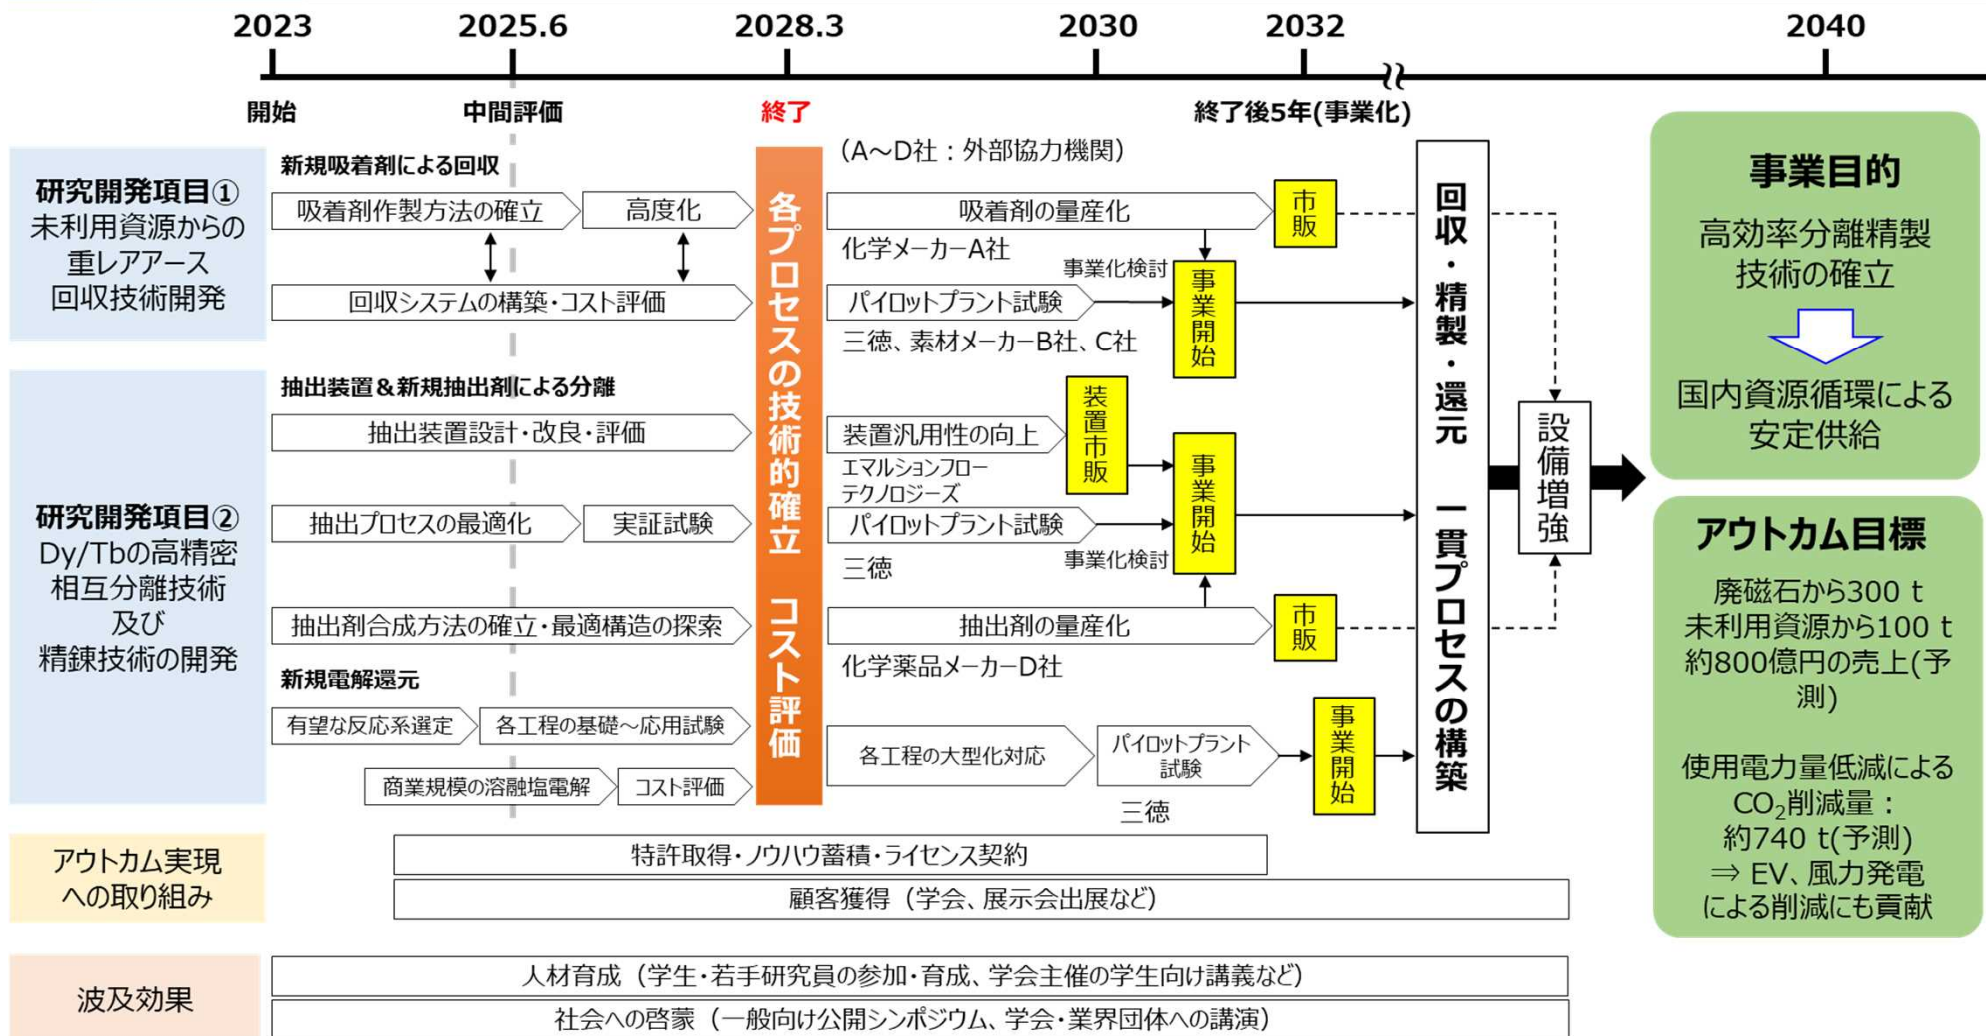 2023
2025.6
2028.3
2030
2032
2040
開始
中間評価
終了
終了後5年(事業化)
研究開発項目①
未利用資源からの
重レアアース
回収技術開発
新規吸着剤による回収
吸着剤作製方法の確立
高度化
回収システムの構築・コスト評価
(A～D社：外部協力機関)
吸着剤の量産化
市販
化学メーカーA社
事業化検討
パイロットプラント試験
事業開始
三徳、素材メーカーB社、C社
研究開発項目②
Dy/Tbの高精密
相互分離技術
及び
精錬技術の開発
抽出装置＆新規抽出剤による分離
抽出装置設計・改良・評価
抽出プロセスの最適化
実証試験
抽出剤合成方法の確立・最適構造の探索
新規電解還元
有望な反応系選定
各工程の基礎～応用試験
商業規模の溶融塩電解
コスト評価
各プロセスの技術的確立　コスト評価
装置汎用性の向上
装置市販
エマルションフロー
テクノロジーズ
パイロットプラント試験
事業開始
三徳
事業化検討
抽出剤の量産化
市販
化学薬品メーカーD社
各工程の大型化対応
パイロットプラント
試験
事業開始
三徳
回収・精製・還元　一貫プロセスの構築
設備増強
事業目的
高効率分離精製
技術の確立
国内資源循環による
安定供給
アウトカム目標
廃磁石から300 t
未利用資源から100 t
約800億円の売上(予
測)
使用電力量低減による
CO₂削減量：
約740 t(予測)
⇒ EV、風力発電
による削減にも貢献
アウトカム実現
への取り組み
特許取得・ノウハウ蓄積・ライセンス契約
顧客獲得（学会、展示会出展など）
波及効果
人材育成（学生・若手研究員の参加・育成、学会主催の学生向け講義など）
社会への啓蒙（一般向け公開シンポジウム、学会・業界団体への講演）